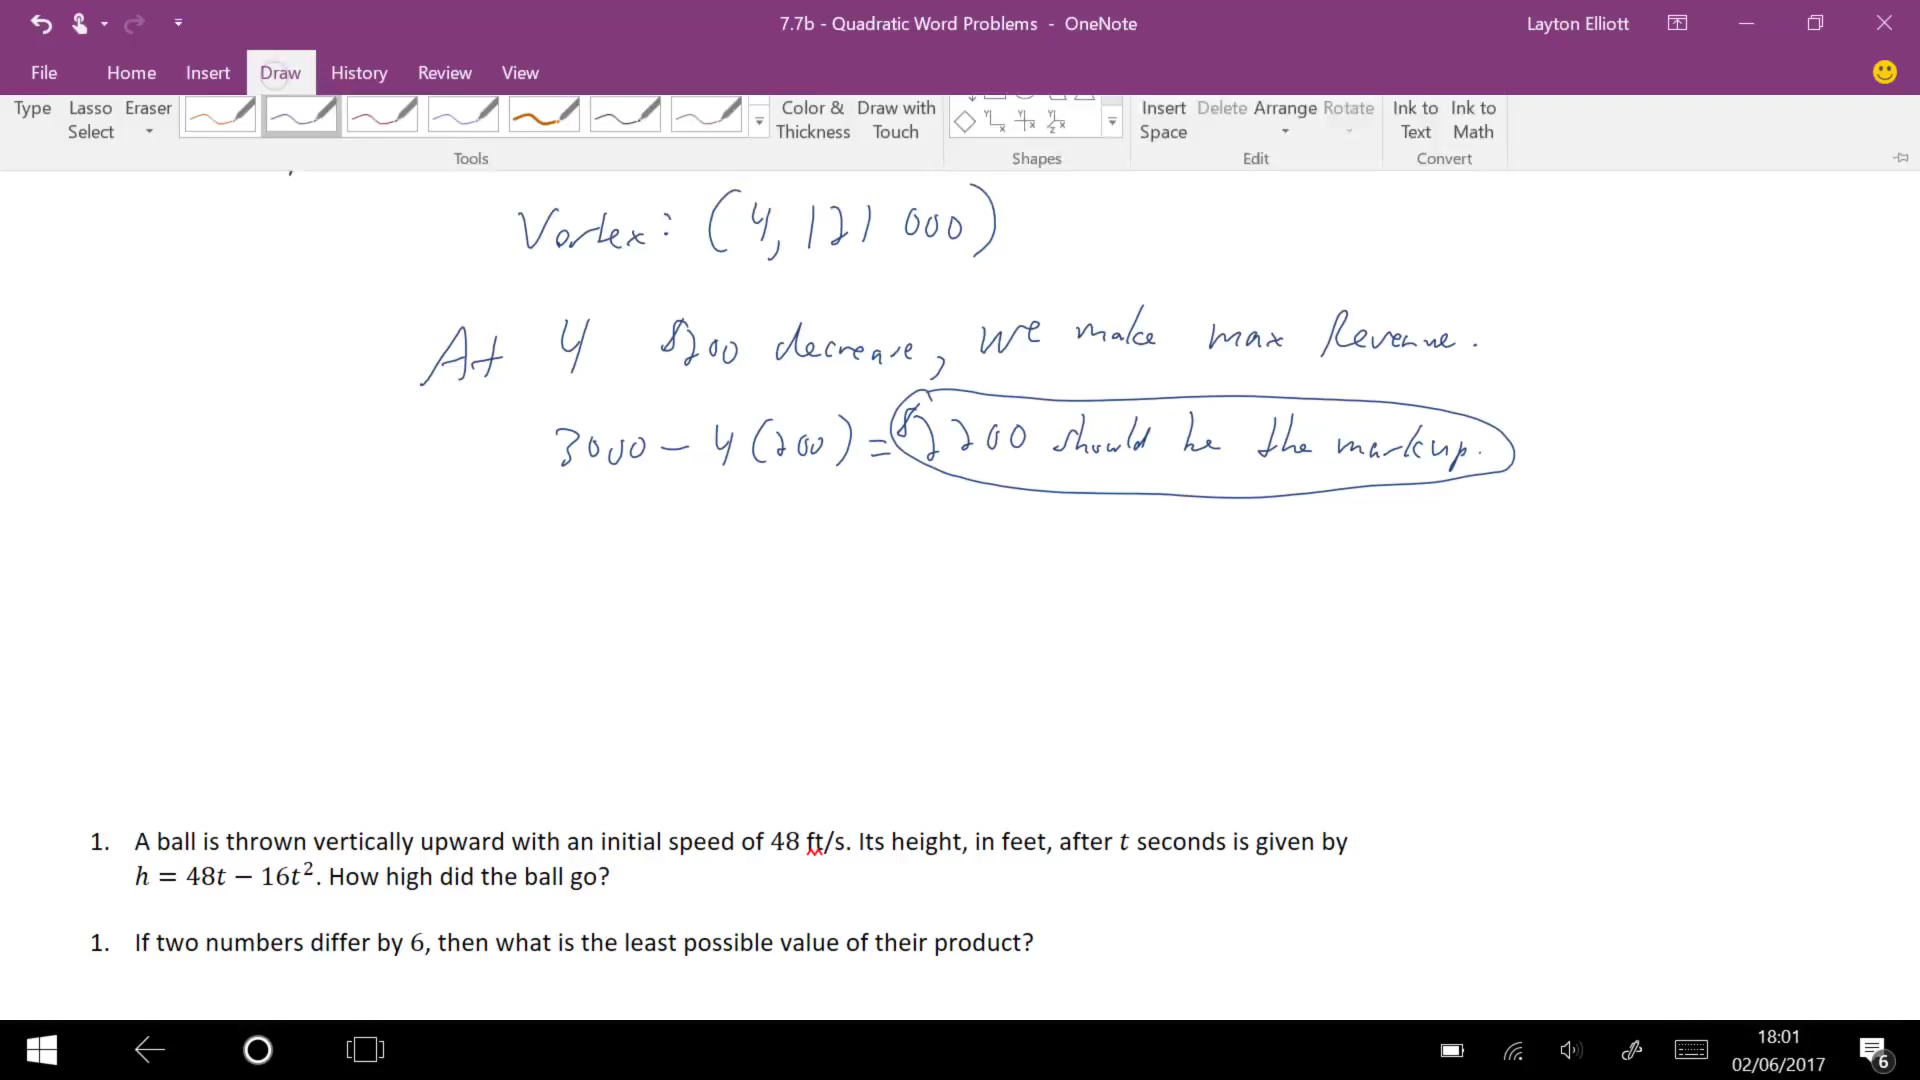 7.7b - Quadratic Word Problems - OneNote
Layton Elliott
File Home Insert Draw History Review View
Type Lasso Select Eraser Color & Thickness Draw with Touch Insert Space Delete Arrange Rotate Ink to Text Ink to Math
Tools Shapes Edit Convert
Vertex: (4, 121 000)
At 4 $200 decrease, we make max Revenue.
3000 - 4(200) = $2200 should be the markup.
1. A ball is thrown vertically upward with an initial speed of 48 ft/s. Its height, in feet, after t seconds is given by
h = 48t − 16t². How high did the ball go?
1. If two numbers differ by 6, then what is the least possible value of their product?
18:01
02/06/2017
6